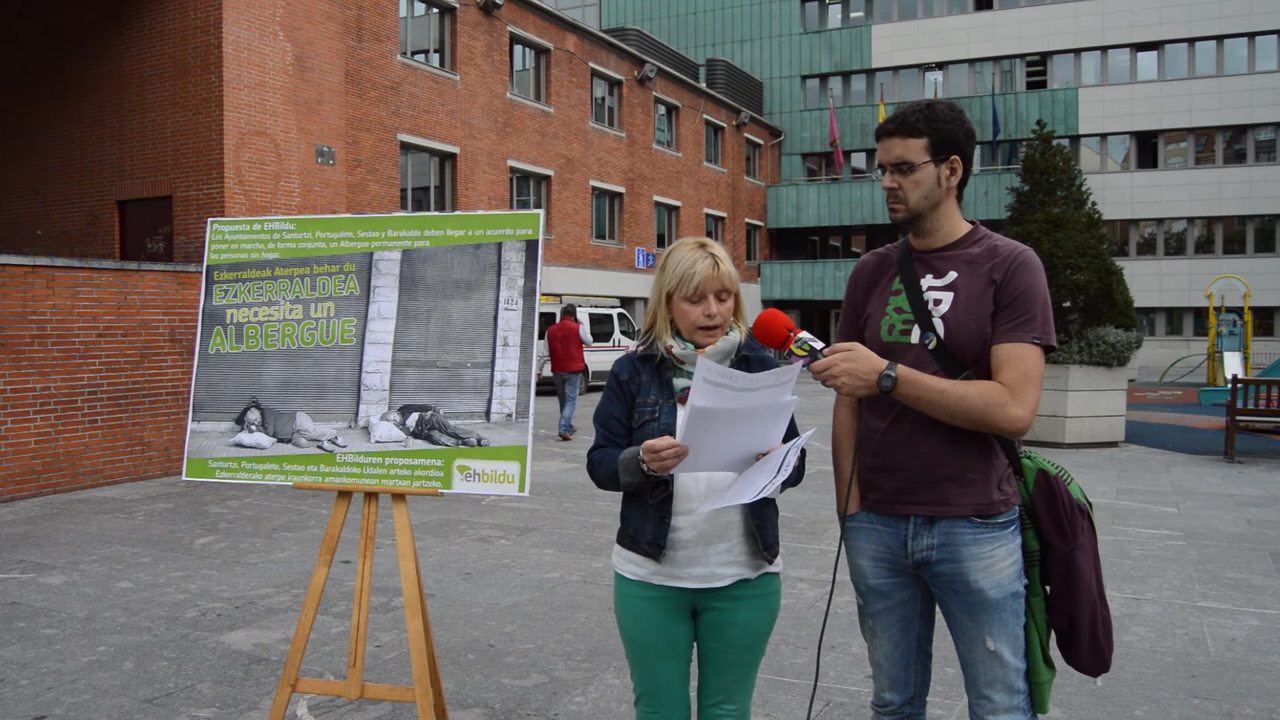 Propuesta de EHBildu:
Los Ayuntamientos de Santurtzi, Portugalete, Sestao y Barakaldo deben llegar a un acuerdo para
poner en marcha, de forma conjunta, un Albergue permanente para
las personas sin hogar.
Ezkerraldeak Aterpea behar du
EZKERRALDEA
necesita un
ALBERGUE
EHBilduren proposamena:
Santurtzi, Portugalete, Sestao eta Barakaldoko Udalen arteko akordioa
Ezkerralderako aterpe iraunkorra amankomunean martxan jartzeko.
ehbildu